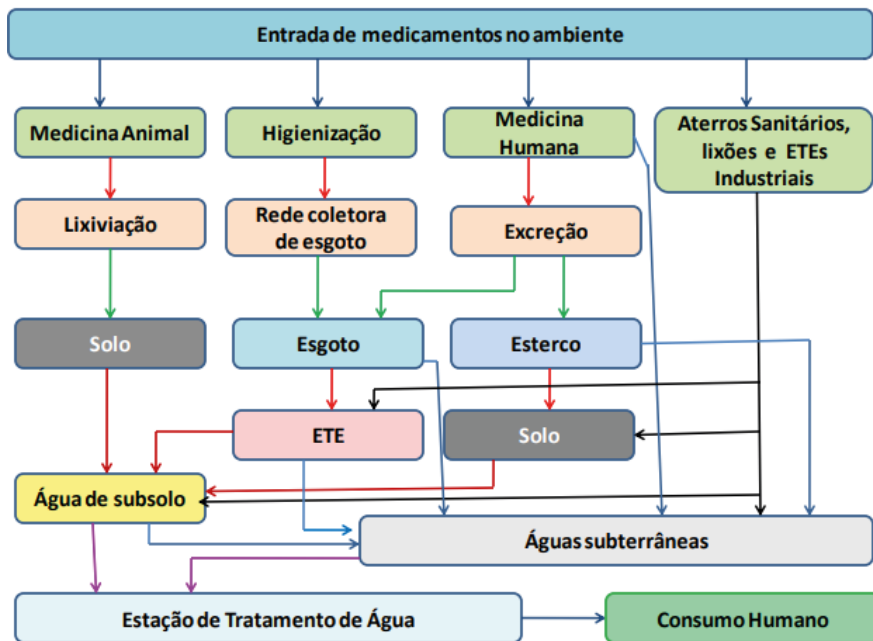 Entrada de medicamentos no ambiente
Medicina Animal
Higienização
Medicina
Humana
Aterros Sanitários,
lixões e ETEs
Industriais
Lixiviação
Rede coletora
de esgoto
Excreção
Solo
Esgoto
Esterco
ETE
Solo
Água de subsolo
Águas subterrâneas
Estação de Tratamento de Água
Consumo Humano